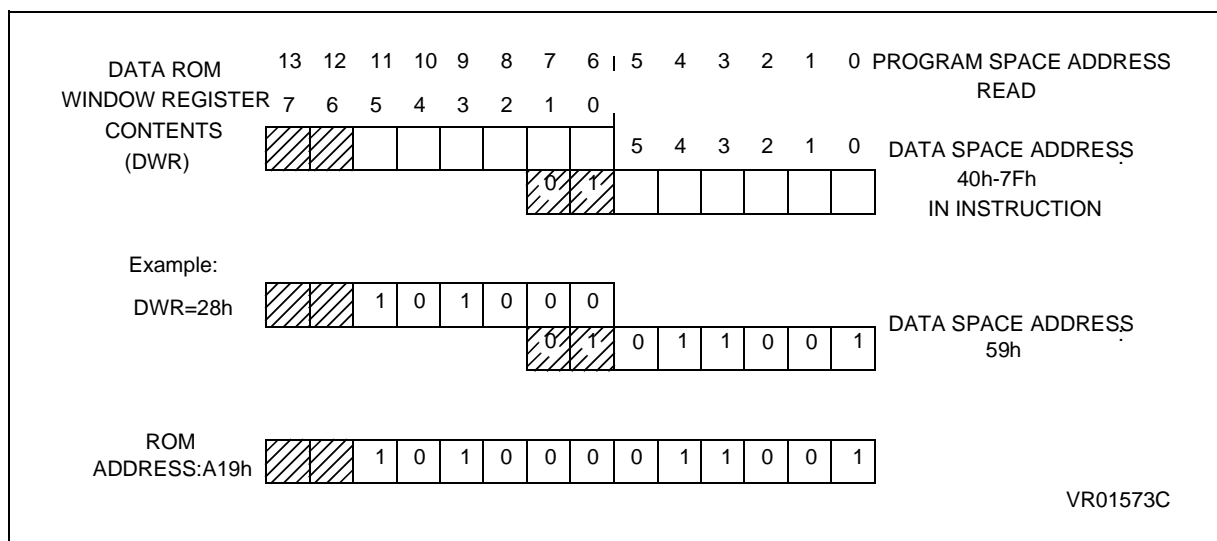 DATA ROM
WINDOW REGISTER
CONTENTS
(DWR)
13 12 11 10 9 8 7 6 5 4 3 2 1 0
PROGRAM SPACE ADDRESS
READ
7 6 5 4 3 2 1 0
5 4 3 2 1 0
DATA SPACE ADDRESS
:
40h-7Fh
IN INSTRUCTION
0 1
Example:
DWR=28h
1 0 1 0 0 0
0 1 0 1 1 0 0 1
DATA SPACE ADDRESS
:
59h
ROM
ADDRESS:A19h
1 0 1 0 0 0 0 1 1 0 0 1
VR01573C